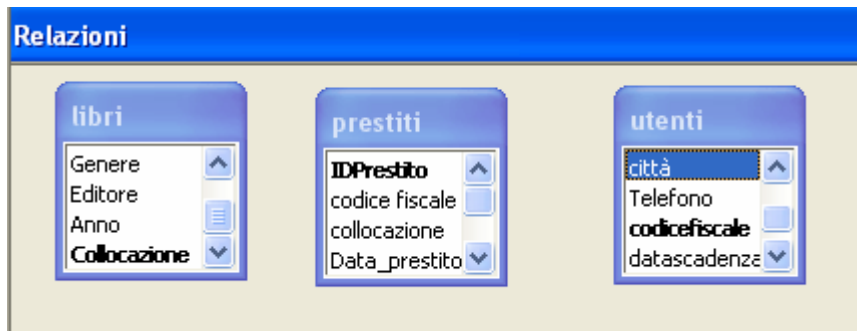 Relazioni
libri
Genere
Editore
Anno
Collocazione
prestiti
IDPrestito
codice fiscale
collocazione
Data_prestito
utenti
città
Telefono
codicefiscale
datascadenza